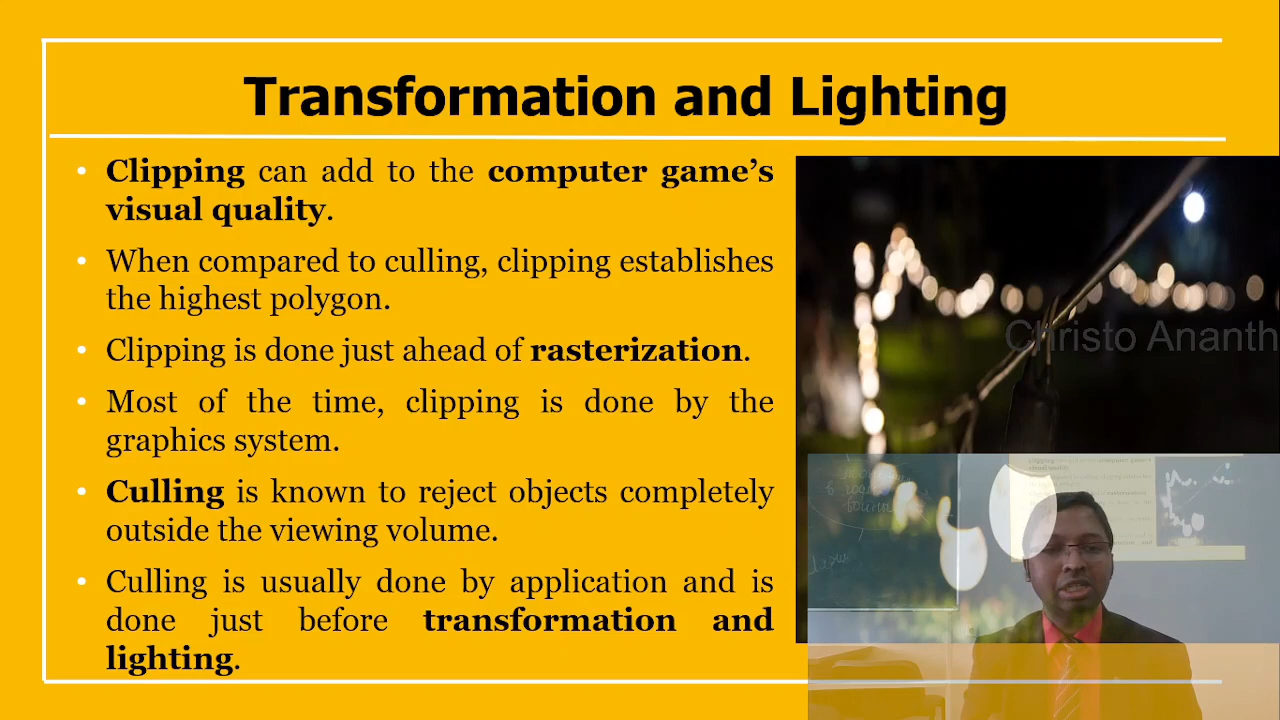 Transformation and Lighting
• Clipping can add to the computer game’s
visual quality.
• When compared to culling, clipping establishes
the highest polygon.
• Clipping is done just ahead of rasterization.
• Most of the time, clipping is done by the
graphics system.
• Culling is known to reject objects completely
outside the viewing volume.
• Culling is usually done by application and is
done just before transformation and
lighting.
Christo Ananth